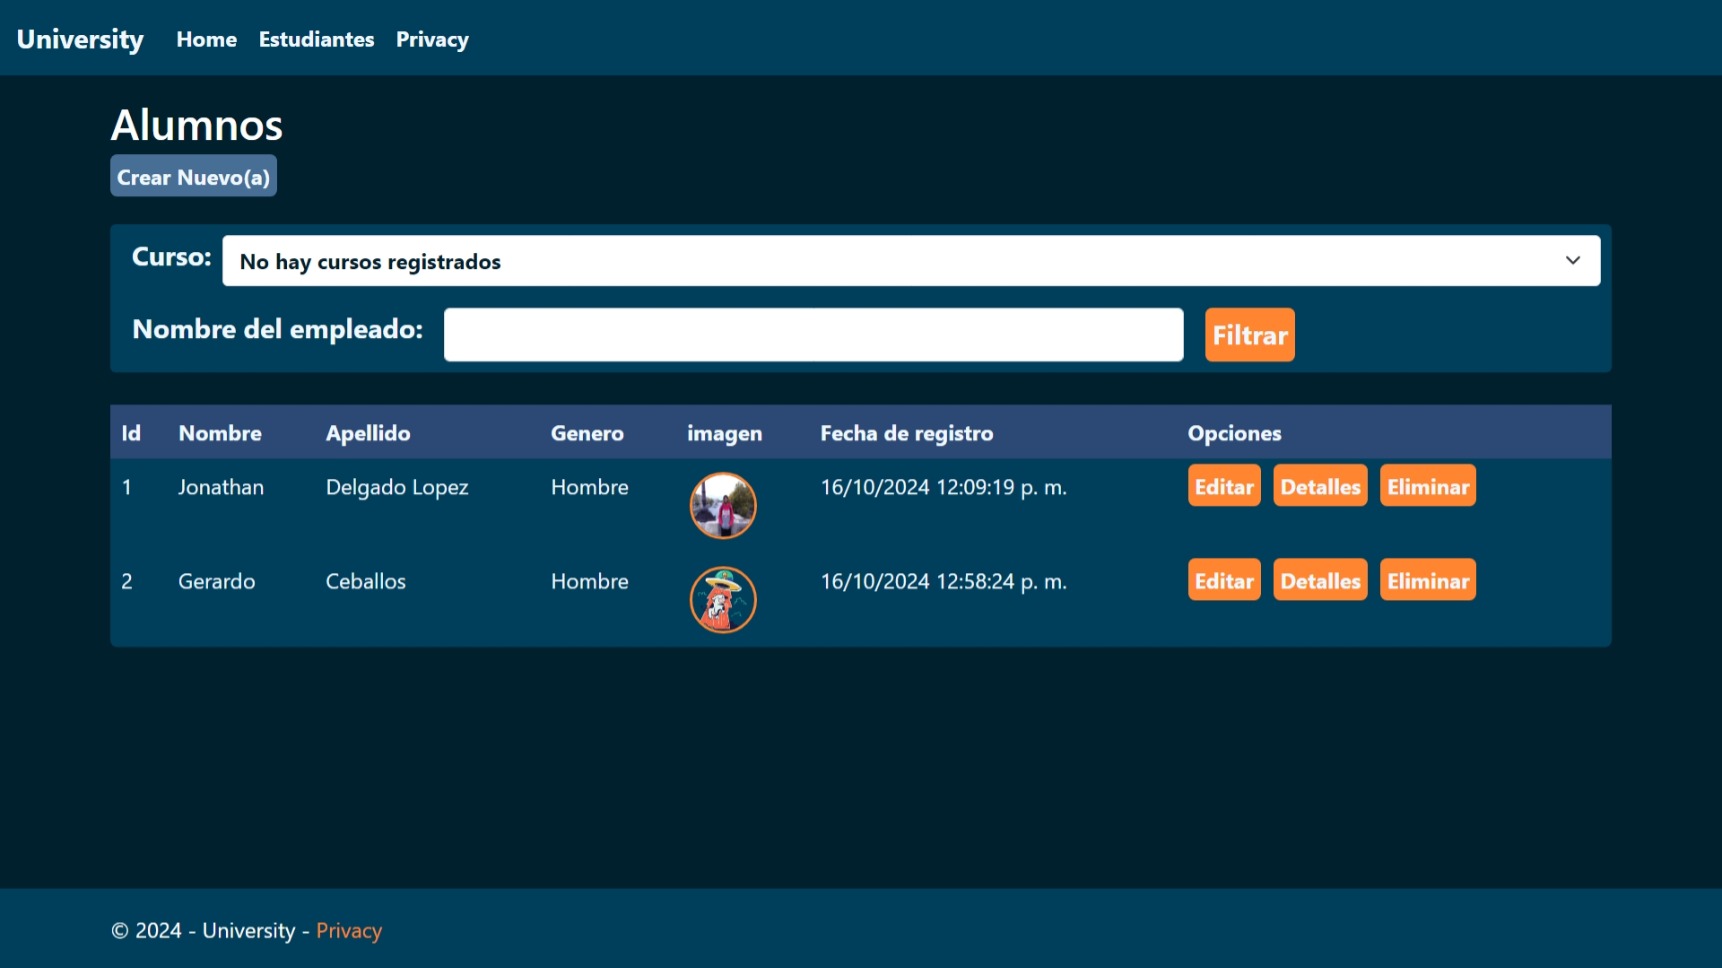 University Home Estudiantes Privacy
Alumnos
Crear Nuevo(a)
Curso: No hay cursos registrados
Nombre del empleado: Filtrar
Id Nombre Apellido Genero imagen Fecha de registro Opciones
1 Jonathan Delgado Lopez Hombre 16/10/2024 12:09:19 p. m. Editar Detalles Eliminar
2 Gerardo Ceballos Hombre 16/10/2024 12:58:24 p. m. Editar Detalles Eliminar
© 2024 - University - Privacy